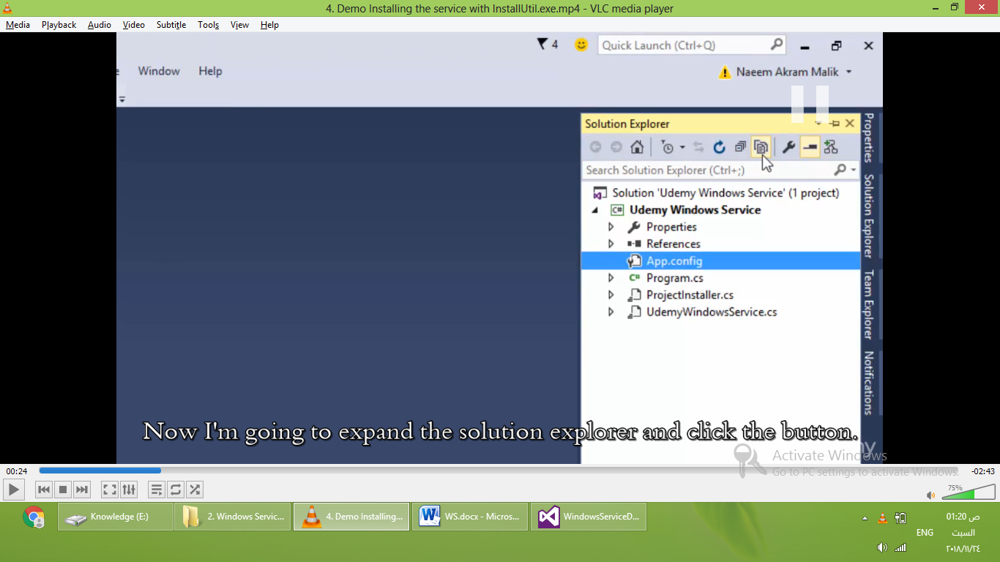 4. Demo Installing the service with InstallUtil.exe.mp4 - VLC media player
Media Playback Audio Video Subtitle Tools View Help
4
Quick Launch (Ctrl+Q)
Window Help
Naeem Akram Malik
Solution Explorer
Search Solution Explorer (Ctrl+;)
Solution 'Udemy Windows Service' (1 project)
C# Udemy Windows Service
Properties
References
App.config
C# Program.cs
ProjectInstaller.cs
UdemyWindowsService.cs
Properties
Solution Explorer
Team Explorer
Notifications
Now I'm going to expand the solution explorer and click the button.
Activate Windows
Go to PC settings to activate Windows.
00:24
-02:43
75%
Knowledge (E:)
2. Windows Servic...
4. Demo Installing...
WS.docx - Micros...
WindowsServiceD...
ENG
01:20 ص
السبت
٢٠١٨/١١/٢٤